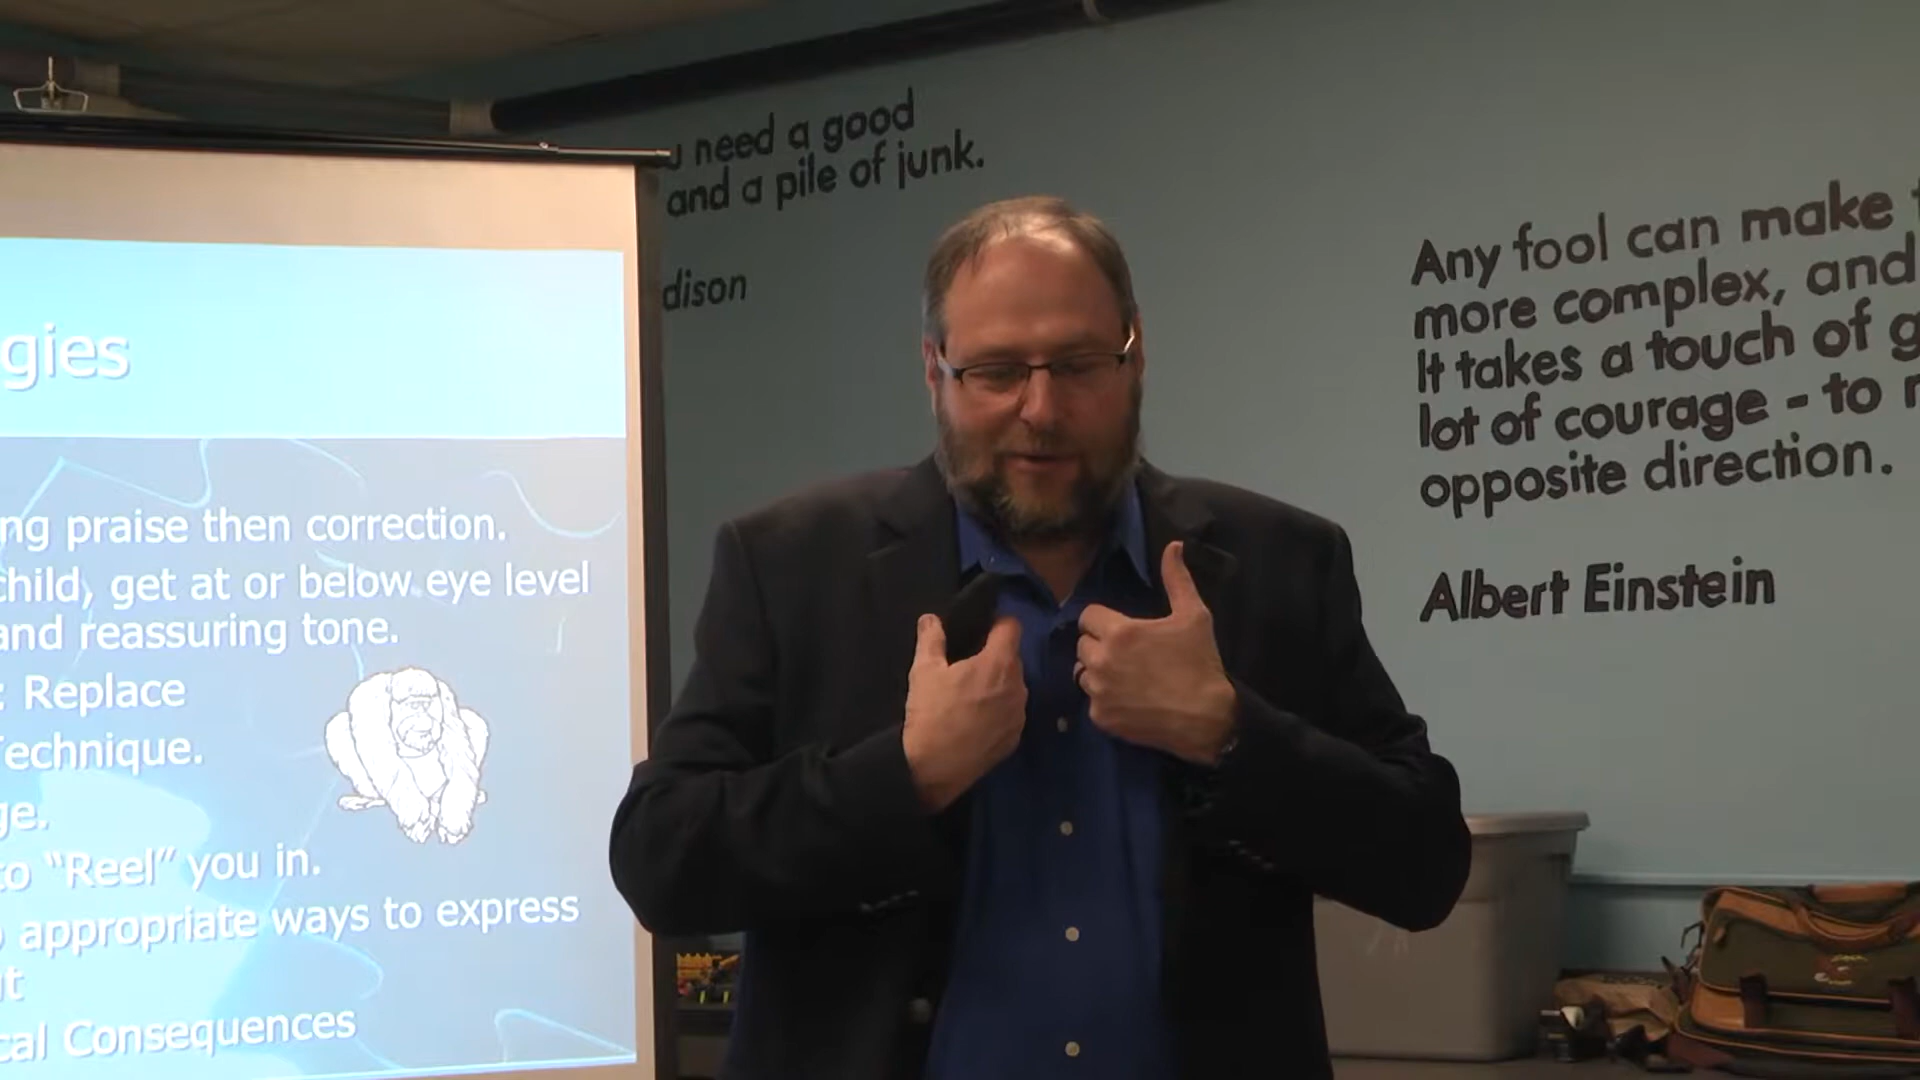 gies
ng praise then correction.
child, get at or below eye level
and reassuring tone.
: Replace
Technique.
ge.
to “Reel” you in.
appropriate ways to express
ut
cal Consequences
u need a good
and a pile of junk.
dison
Any fool can make t
more complex, and
It takes a touch of g
lot of courage - to
opposite direction.
Albert Einstein